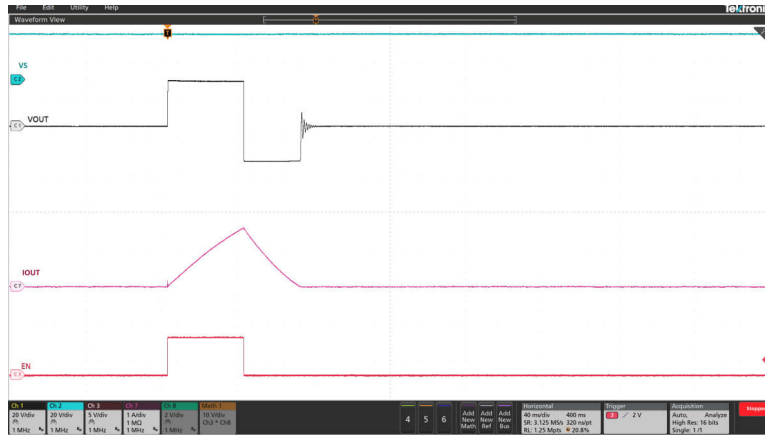 File Edit Utility Help
Tektroni
Waveform View
T
VS
C2
VOUT
C1
IOUT
C7
EN
C3
Ch 1 Ch 2 Ch 3 Ch 7 Ch 8 Math 1
20 V/div 20 V/div 5 V/div 1 A/div 2 V/div 10 V/div
1 MΩ Ch3 * Ch8
1 MHz 1 MHz 1 MHz 1 MHz 1 MHz
4 5 6
Add New Math Add New Ref Add New Bus
Horizontal
40 ms/div 400 ms
SR: 3.125 MS/s 320 ns/pt
RL: 1.25 Mpts 20.8%
Trigger
3 2 V
Acquisition
Auto, Analyze
High Res: 16 bits
Single: 1 /1
Stopped